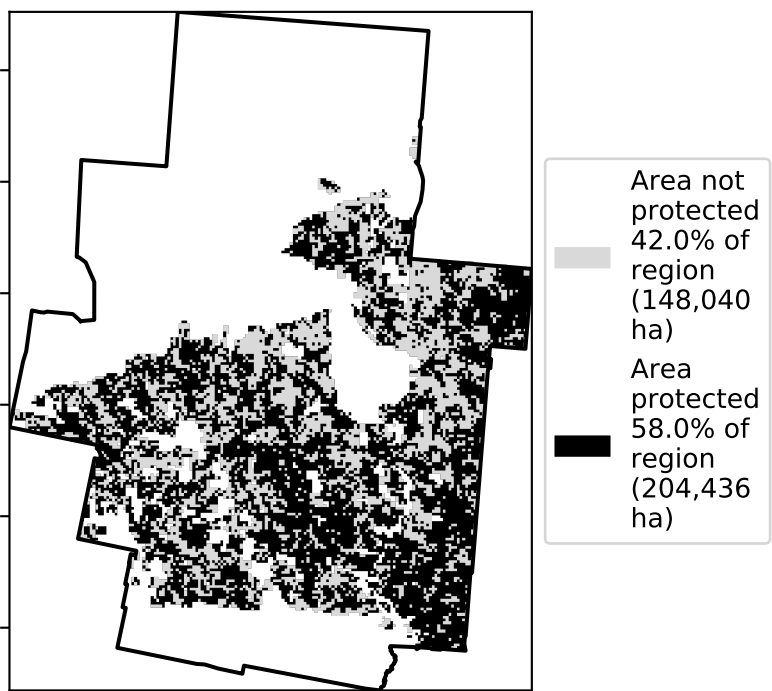 Area not
protected
42.0% of
region
(148,040
ha)
Area
protected
58.0% of
region
(204,436
ha)